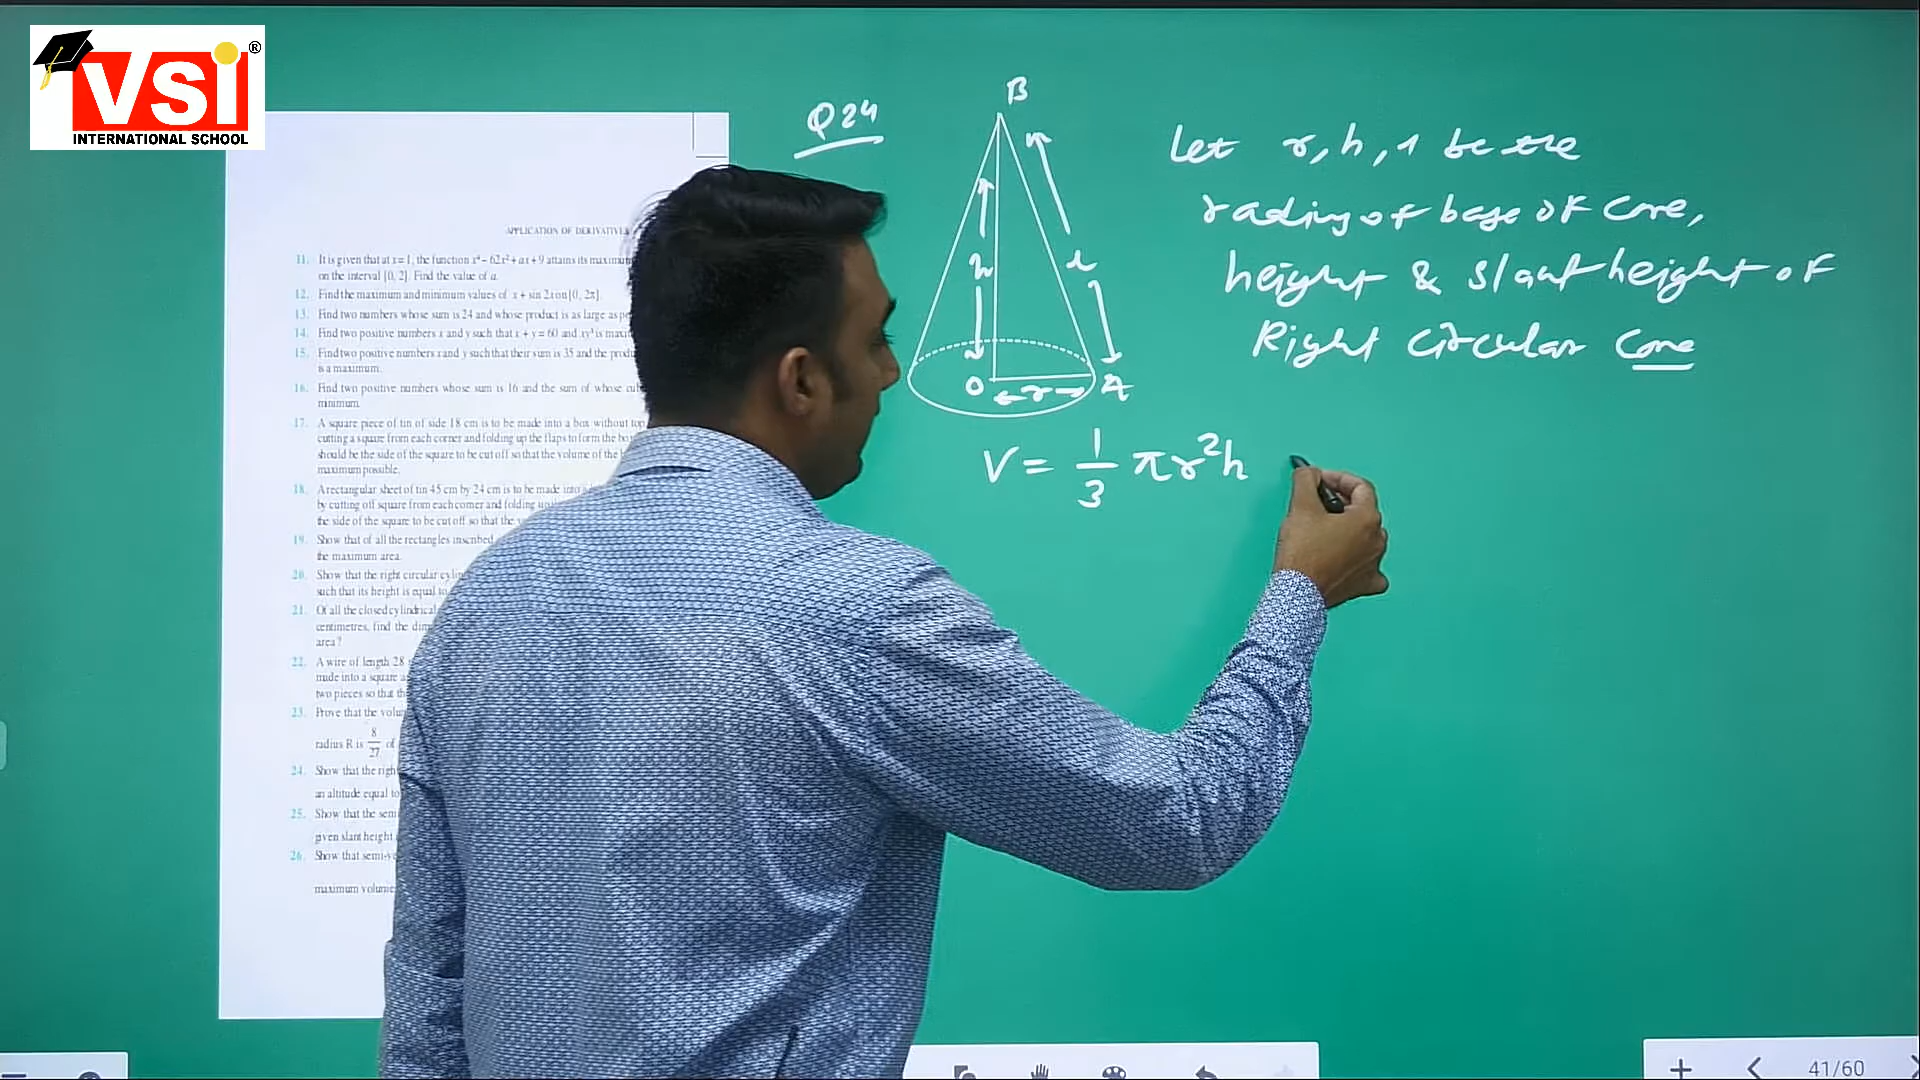 VSI ®
INTERNATIONAL SCHOOL
APPLICATION OF DERIVATIVES
11. It is given that at x = 1, the function x⁴ – 62x² + ax + 9 attains its
on the interval [0, 2]. Find the value of a.
12. Find the maximum and minimum values of x + sin 2x on [0, 2π].
13. Find two numbers whose sum is 24 and whose product is as large as
14. Find two positive numbers x and y such that x + y = 60 and xy³ is
15. Find two positive numbers x and y such that their sum is 35 and the
is a maximum.
16. Find two positive numbers whose sum is 16 and the sum of whose
minimum.
17. A square piece of tin of side 18 cm is to be made into a box without top
cutting a square from each corner and folding up the flaps to form the
should be the side of the square to be cut off so that the volume of the
maximum possible.
18. A rectangular sheet of tin 45 cm by 24 cm is to be made into
by cutting off square from each corner and folding
the side of the square to be cut off so that the
19. Show that of all the rectangles inscribed
the maximum area.
20. Show that the right circular
such that its height is equal to
21. Of all the closed cylindrical
centimetres, find the
area?
22. A wire of length 28
made into a square
two pieces so that
23. Prove that the
radius R is 8/27 of
24. Show that the right
an altitude equal to
25. Show that the
given slant height
26. Show that
maximum volume
Q24
B
h
l
O
r
A
V = 1/3 πr²h
Let r, h, l be the
radius of base of cone,
height & slant height of
Right circular Cone
41/60